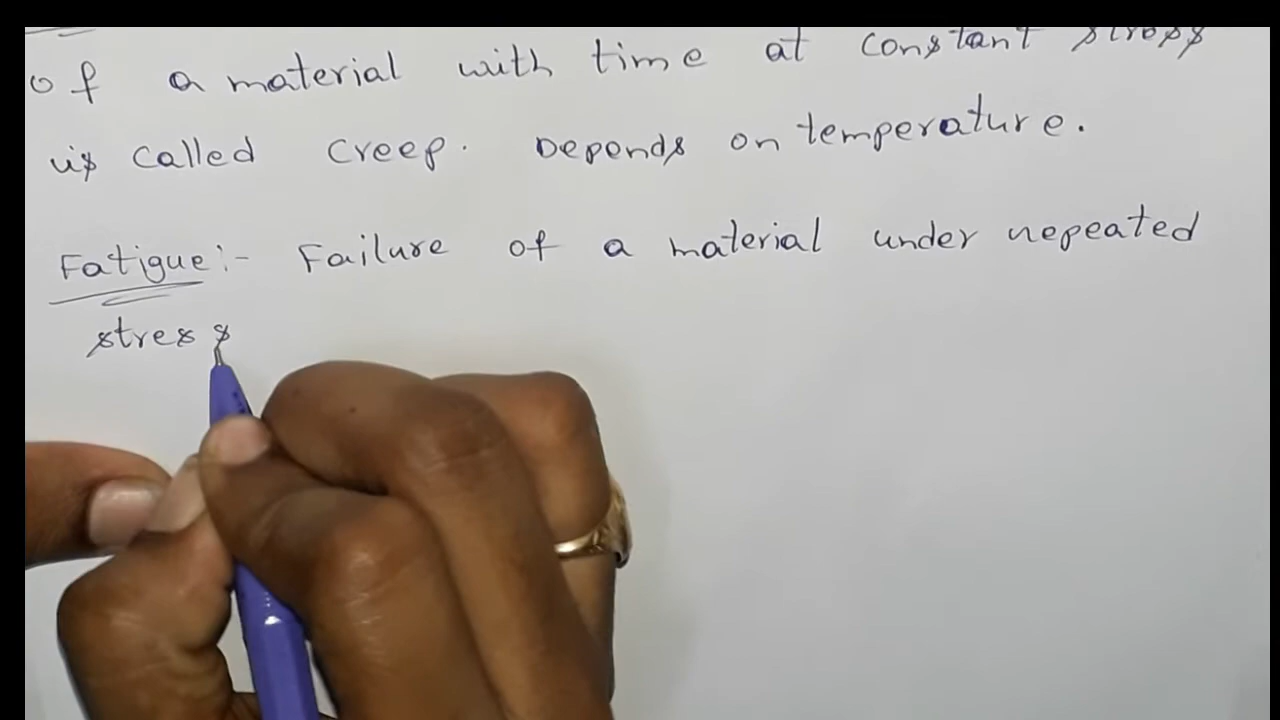 of a material with time at constant stress
is called creep. Depends on temperature.
Fatigue:- Failure of a material under repeated
stress